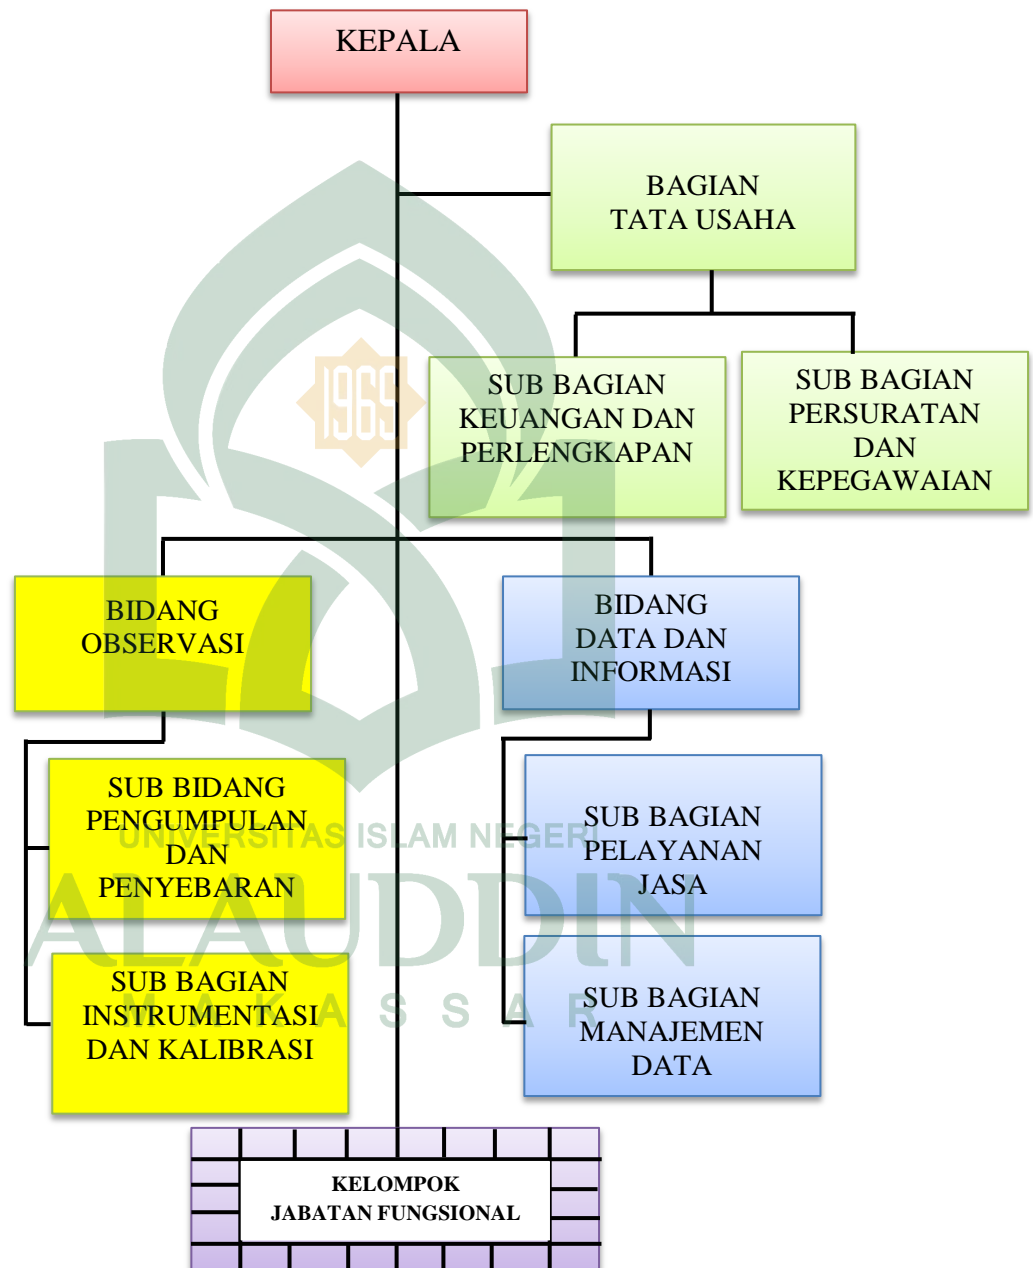 KEPALA
BAGIAN
TATA USAHA
SUB BAGIAN
KEUANGAN DAN
PERLENGKAPAN
SUB BAGIAN
PERSURATAN
DAN
KEPEGAWAIAN
1969
BIDANG
OBSERVASI
BIDANG
DATA DAN
INFORMASI
SUB BIDANG
PENGUMPULAN
DAN
PENYEBARAN
SUB BAGIAN
PELAYANAN
JASA
UNIVERSITAS ISLAM NEGERI
ALAUDDIN
MAKASSAR
SUB BAGIAN
INSTRUMENTASI
DAN KALIBRASI
SUB BAGIAN
MANAJEMEN
DATA
KELOMPOK
JABATAN FUNGSIONAL